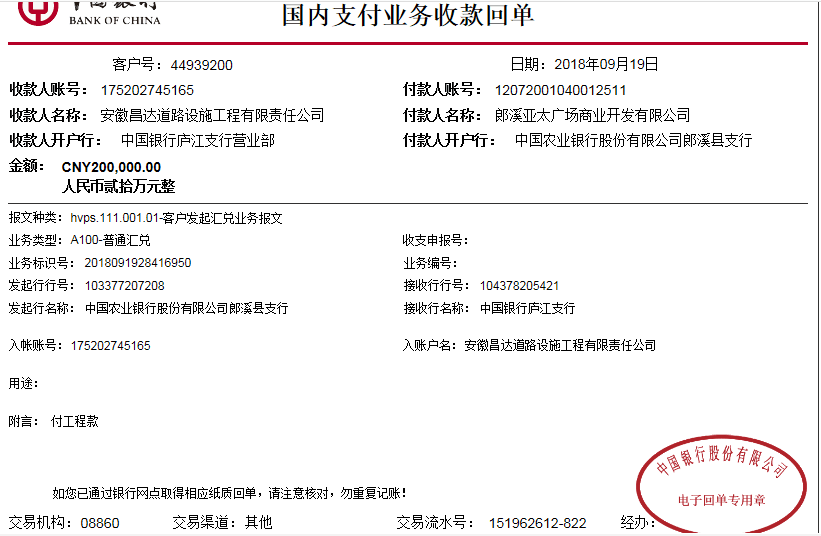 中国银行
BANK OF CHINA
国内支付业务收款回单
客户号：44939200 日期：2018年09月19日
收款人账号：175202745165 付款人账号：12072001040012511
收款人名称：安徽昌达道路设施工程有限责任公司 付款人名称：郎溪亚太广场商业开发有限公司
收款人开户行：中国银行庐江支行营业部 付款人开户行：中国农业银行股份有限公司郎溪县支行
金额：CNY200,000.00
人民币贰拾万元整
报文种类：hvps.111.001.01-客户发起汇兑业务报文
业务类型：A100-普通汇兑 收支申报号：
业务标识号：2018091928416950 业务编号：
发起行行号：103377207208 接收行行号：104378205421
发起行名称：中国农业银行股份有限公司郎溪县支行 接收行名称：中国银行庐江支行
入帐账号：175202745165 入账户名：安徽昌达道路设施工程有限责任公司
用途：
附言：付工程款
中国银行股份有限公司
电子回单专用章
如您已通过银行网点取得相应纸质回单，请注意核对，勿重复记账！
交易机构：08860 交易渠道：其他 交易流水号：151962612-822 经办：